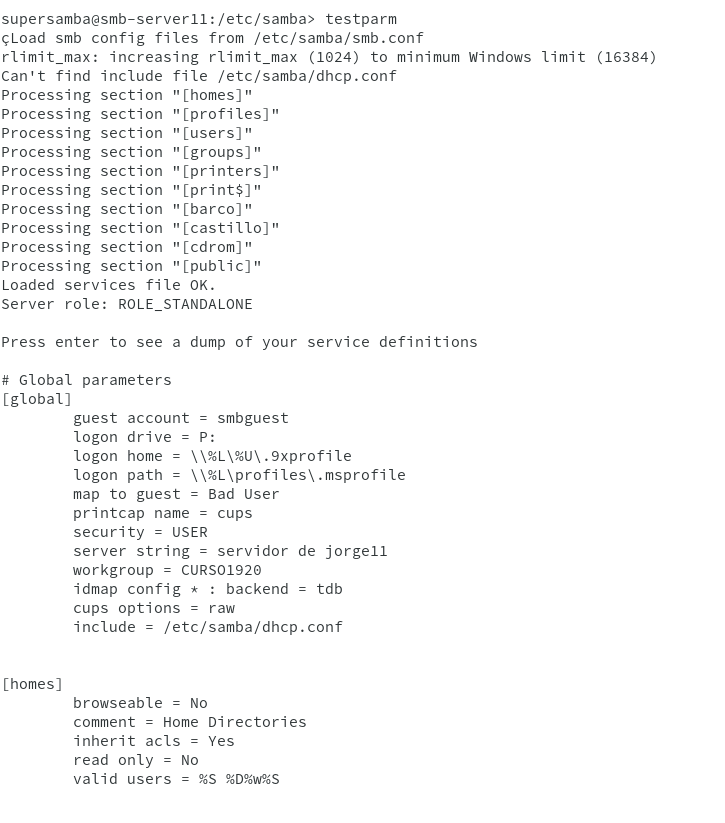 supersamba@smb-server11:/etc/samba> testparm
çLoad smb config files from /etc/samba/smb.conf
rlimit_max: increasing rlimit_max (1024) to minimum Windows limit (16384)
Can't find include file /etc/samba/dhcp.conf
Processing section "[homes]"
Processing section "[profiles]"
Processing section "[users]"
Processing section "[groups]"
Processing section "[printers]"
Processing section "[print$]"
Processing section "[barco]"
Processing section "[castillo]"
Processing section "[cdrom]"
Processing section "[public]"
Loaded services file OK.
Server role: ROLE_STANDALONE
Press enter to see a dump of your service definitions
# Global parameters
[global]
guest account = smbguest
logon drive = P:
logon home = \\%L\%U\.9xprofile
logon path = \\%L\profiles\.msprofile
map to guest = Bad User
printcap name = cups
security = USER
server string = servidor de jorge11
workgroup = CURSO1920
idmap config * : backend = tdb
cups options = raw
include = /etc/samba/dhcp.conf
[homes]
browseable = No
comment = Home Directories
inherit acls = Yes
read only = No
valid users = %S %D%w%S